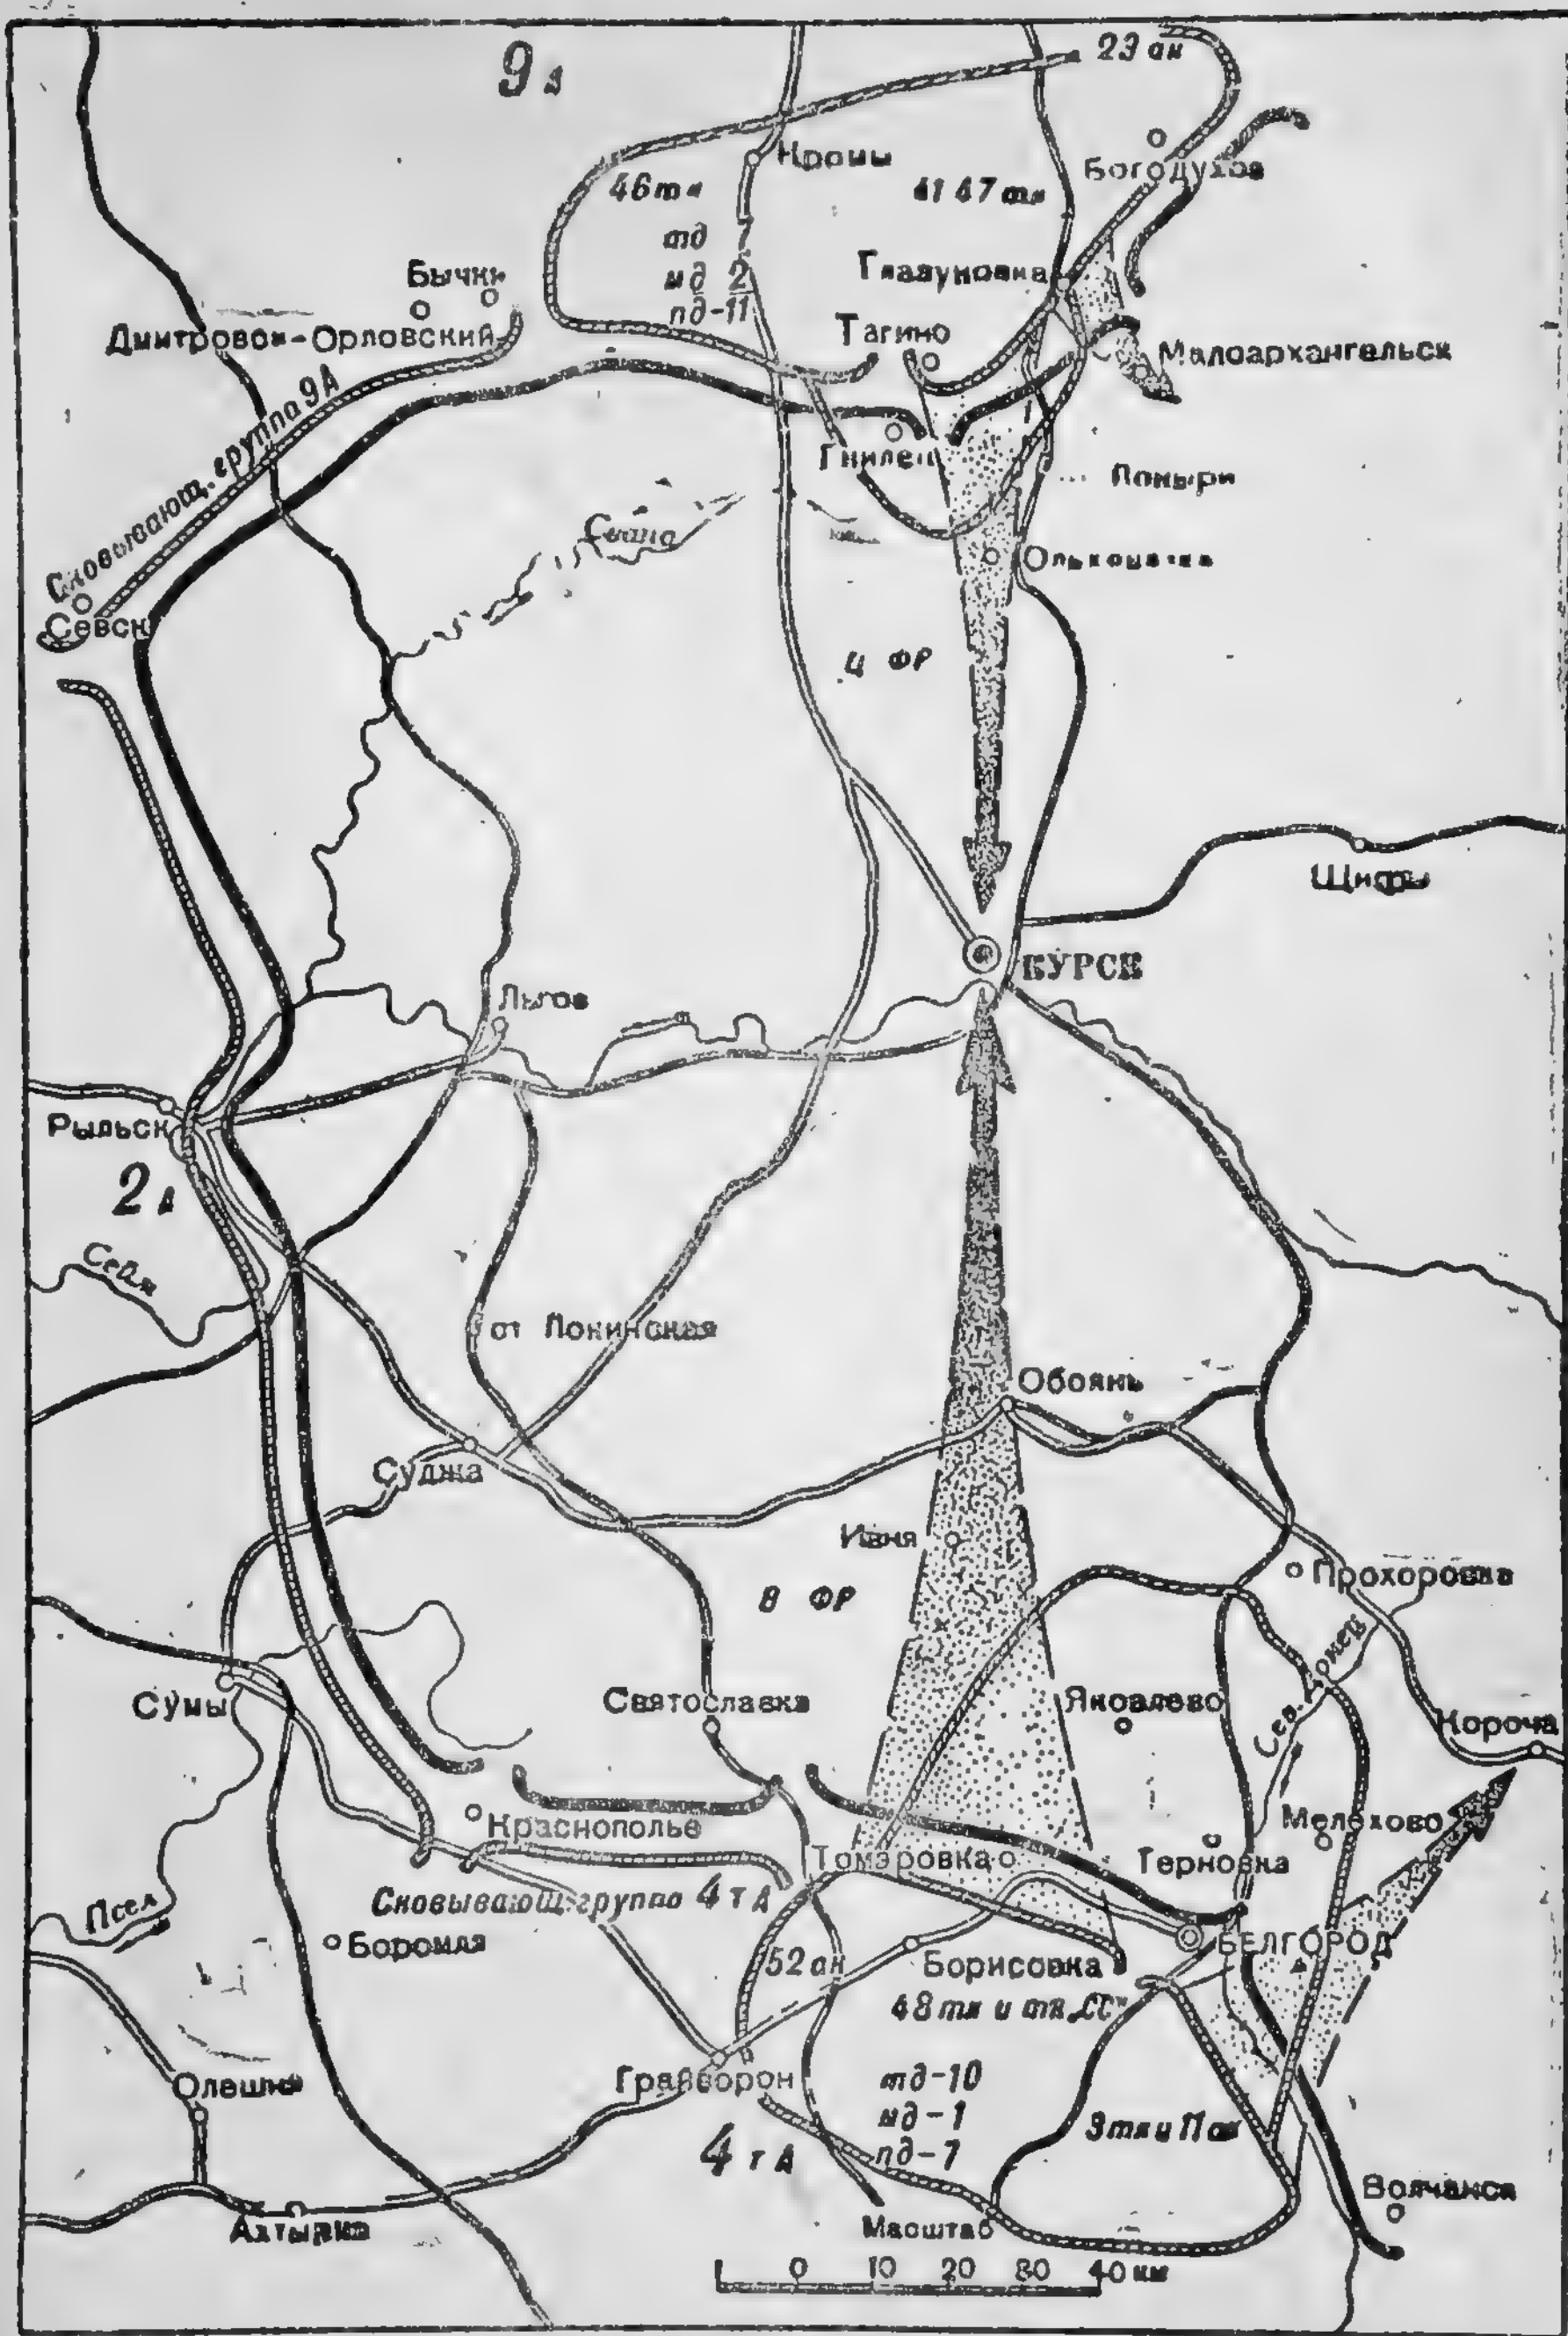 9 А
23 ак
Кромы
Богодухов
46 тк
41 47 тк
тд 7
мд 2
пд-11
Глазуновка
Бычки
Тагино
Дмитровск-Орловский
Малоархангельск
Сковывающ. группа 9А
Гнилец
Поныри
Свапа
Ольховатка
Севск
Ц ФР
Щигры
КУРСК
Льгов
Рыльск
2 А
Сейм
ст Локинская
Обоянь
Суджа
Ивня
Прохоровка
В ФР
Сев. Донец
Сумы
Святославка
Яковлево
Короча
Мелехово
Краснополье
Томаровка
Терновка
Сковывающ. группа 4 т А
Псел
Боромля
БЕЛГОРОД
52 ак
Борисовка
48 тк и тк „СС"
Грайворон
тд-10
мд-1
пд-7
3 тк и
4 т А
Волчанск
Ахтырка
Масштаб
0 10 20 30 40 км